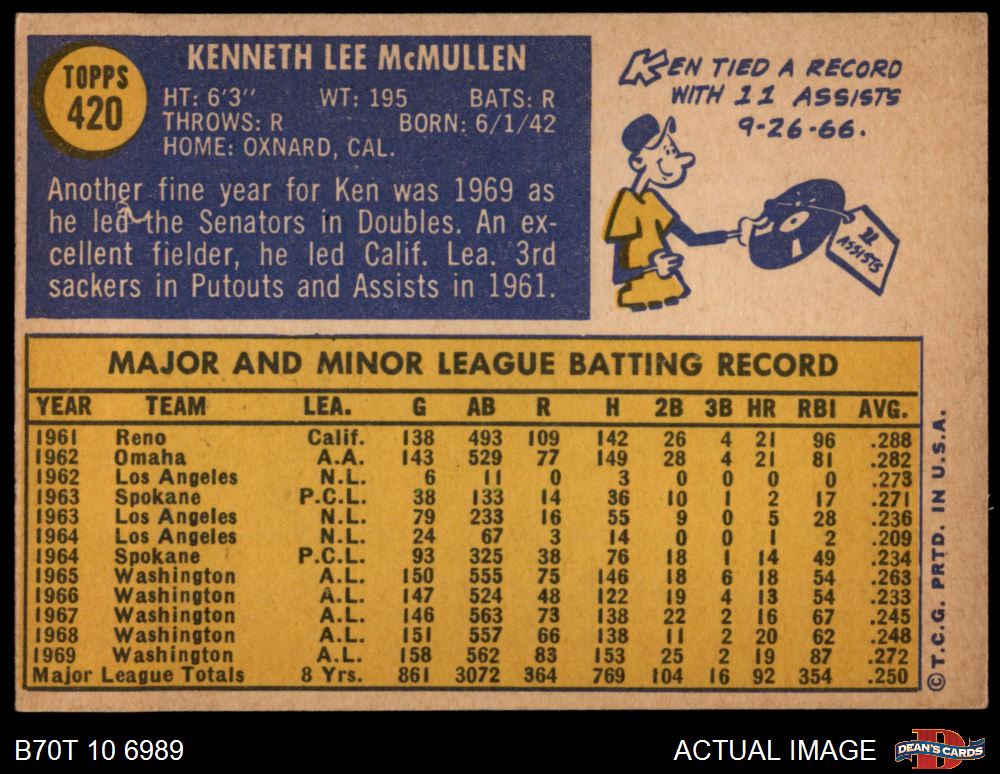 TOPPS
420
KENNETH LEE McMULLEN
HT: 6'3" WT: 195 BATS: R
THROWS: R BORN: 6/1/42
HOME: OXNARD, CAL.
Another fine year for Ken was 1969 as
he led the Senators in Doubles. An ex-
cellent fielder, he led Calif. Lea. 3rd
sackers in Putouts and Assists in 1961.
KEN TIED A RECORD
WITH 11 ASSISTS
9-26-66.
11
ASSISTS
MAJOR AND MINOR LEAGUE BATTING RECORD
YEAR TEAM LEA. G AB R H 2B 3B HR RBI AVG.
1961 Reno Calif. 138 493 109 142 26 4 21 96 .288
1962 Omaha A.A. 143 529 77 149 28 4 21 81 .282
1962 Los Angeles N.L. 6 11 0 3 0 0 0 0 .273
1963 Spokane P.C.L. 38 133 14 36 10 1 2 17 .271
1963 Los Angeles N.L. 79 233 16 55 9 0 5 28 .236
1964 Los Angeles N.L. 24 67 3 14 0 0 1 2 .209
1964 Spokane P.C.L. 93 325 38 76 18 1 14 49 .234
1965 Washington A.L. 150 555 75 146 18 6 18 54 .263
1966 Washington A.L. 147 524 48 122 19 4 13 54 .233
1967 Washington A.L. 146 563 73 138 22 2 16 67 .245
1968 Washington A.L. 151 557 66 138 11 2 20 62 .248
1969 Washington A.L. 158 562 83 153 25 2 19 87 .272
Major League Totals 8 Yrs. 861 3072 364 769 104 16 92 354 .250
©T.C.G. PRTD. IN U.S.A.
B70T 10 6989
ACTUAL IMAGE
D
DEAN'S CARDS